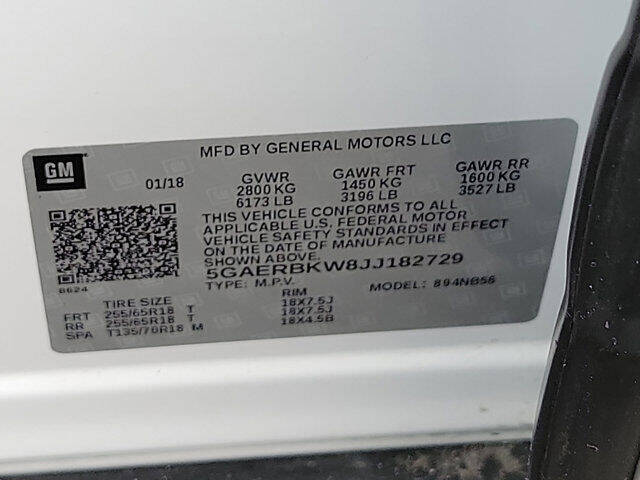 GM
MFD BY GENERAL MOTORS LLC
01/18
GVWR GAWR FRT GAWR RR
2800 KG 1450 KG 1600 KG
6173 LB 3196 LB 3527 LB
THIS VEHICLE CONFORMS TO ALL
APPLICABLE U.S. FEDERAL MOTOR
VEHICLE SAFETY STANDARDS IN EFFECT
ON THE DATE OF MANUFACTURE
SHOWN ABOVE.
5GAERBKW8JJ182729
8624
TYPE: M.P.V. MODEL: 894NB56
TIRE SIZE RIM
FRT 255/65R18 T 18X7.5J
RR 255/65R18 T 18X7.5J
SPA T135/70R18 M 18X4.5B